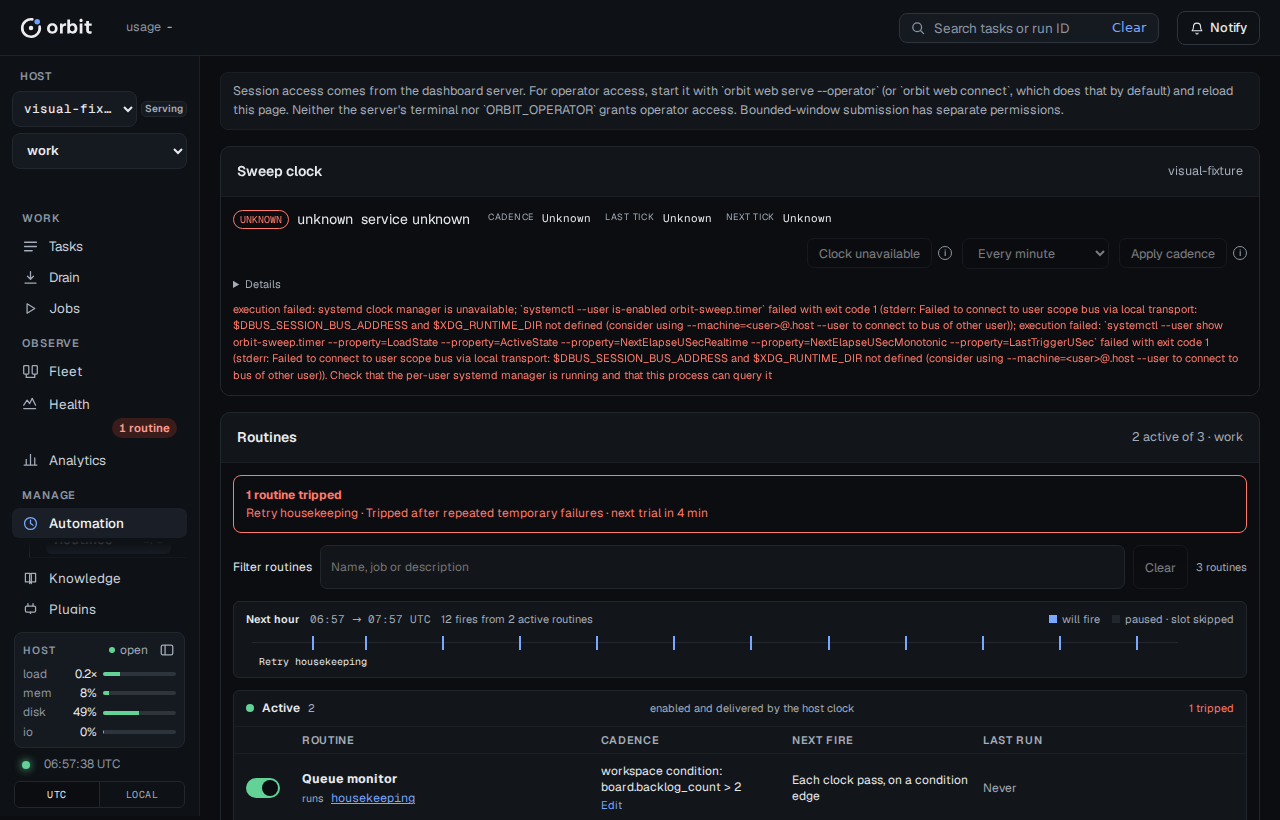 orbit
usage -
Search tasks or run ID
Clear
Notify
HOST
visual-fix…
Serving
work
WORK
Tasks
Drain
Jobs
OBSERVE
Fleet
Health
1 routine
Analytics
MANAGE
Automation
Knowledge
Plugins
HOST
open
load 0.2×
mem 8%
disk 49%
io 0%
06:57:38 UTC
UTC
LOCAL
Session access comes from the dashboard server. For operator access, start it with `orbit web serve --operator` (or `orbit web connect`, which does that by default) and reload
this page. Neither the server's terminal nor `ORBIT_OPERATOR` grants operator access. Bounded-window submission has separate permissions.
Sweep clock
visual-fixture
UNKNOWN unknown service unknown CADENCE Unknown LAST TICK Unknown NEXT TICK Unknown
Clock unavailable
Every minute
Apply cadence
Details
execution failed: systemd clock manager is unavailable; `systemctl --user is-enabled orbit-sweep.timer` failed with exit code 1 (stderr: Failed to connect to user scope bus via local transport:
$DBUS_SESSION_BUS_ADDRESS and $XDG_RUNTIME_DIR not defined (consider using --machine=<user>@.host --user to connect to bus of other user)); execution failed: `systemctl --user show
orbit-sweep.timer --property=LoadState --property=ActiveState --property=NextElapseUSecRealtime --property=NextElapseUSecMonotonic --property=LastTriggerUSec` failed with exit code 1
(stderr: Failed to connect to user scope bus via local transport: $DBUS_SESSION_BUS_ADDRESS and $XDG_RUNTIME_DIR not defined (consider using --machine=<user>@.host --user to connect to
bus of other user)). Check that the per-user systemd manager is running and that this process can query it
Routines
2 active of 3 · work
1 routine tripped
Retry housekeeping · Tripped after repeated temporary failures · next trial in 4 min
Filter routines
Name, job or description
Clear
3 routines
Next hour 06:57 → 07:57 UTC 12 fires from 2 active routines
will fire
paused · slot skipped
Retry housekeeping
Active 2
enabled and delivered by the host clock
1 tripped
ROUTINE CADENCE NEXT FIRE LAST RUN
Queue monitor
runs housekeeping
workspace condition:
board.backlog_count > 2
Edit
Each clock pass, on a condition
edge
Never